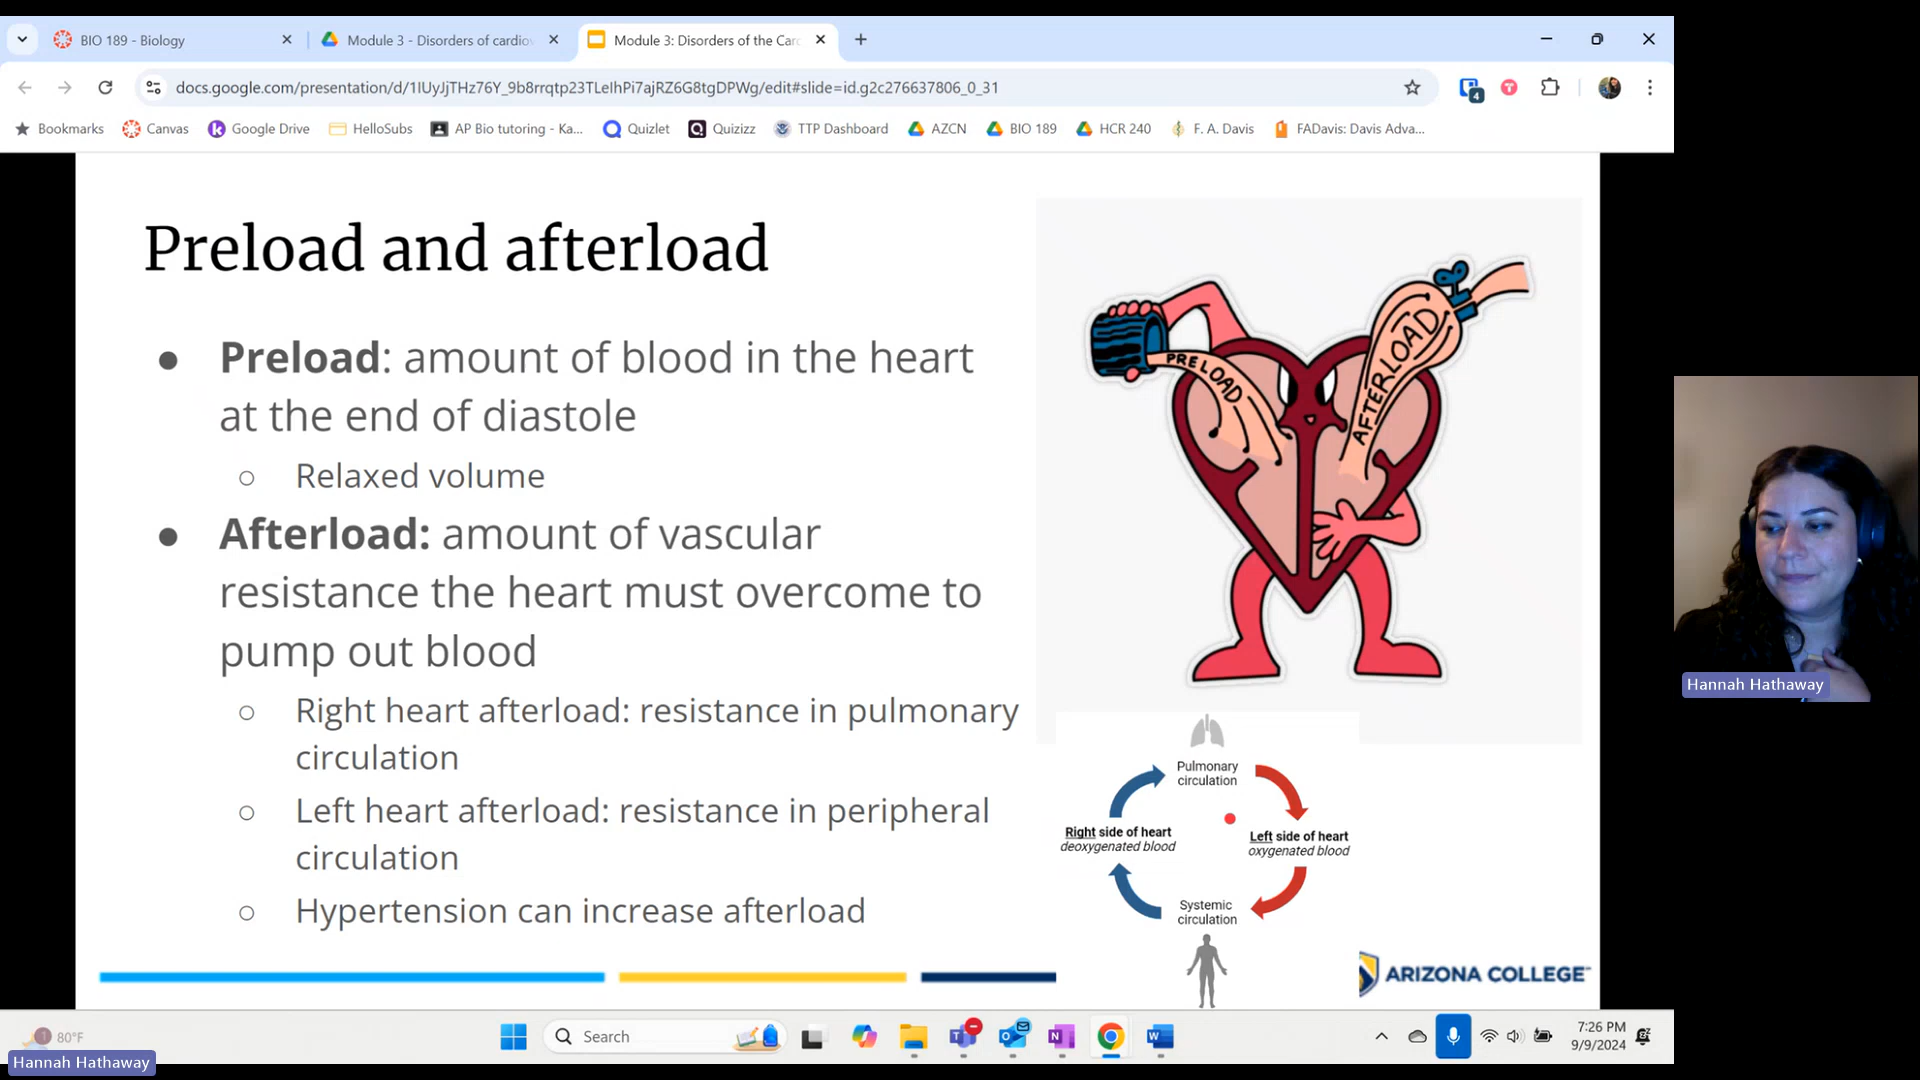 BIO 189 - Biology
Module 3 - Disorders of cardio
Module 3: Disorders of the Car
docs.google.com/presentation/d/1IUyJjTHz76Y_9b8rrqtp23TLeIhPi7ajRZ6G8tgDPWg/edit#slide=id.g2c276637806_0_31
4
Bookmarks
Canvas
Google Drive
HelloSubs
AP Bio tutoring - Ka...
Quizlet
Quizizz
TTP Dashboard
AZCN
BIO 189
HCR 240
F. A. Davis
FADavis: Davis Adva...
Preload and afterload
● Preload: amount of blood in the heart
at the end of diastole
○ Relaxed volume
● Afterload: amount of vascular
resistance the heart must overcome to
pump out blood
○ Right heart afterload: resistance in pulmonary
circulation
○ Left heart afterload: resistance in peripheral
circulation
○ Hypertension can increase afterload
PRELOAD
AFTERLOAD
Pulmonary
circulation
Right side of heart
deoxygenated blood
Left side of heart
oxygenated blood
Systemic
circulation
ARIZONA COLLEGE
Hannah Hathaway
1
80°F
Search
7:26 PM
9/9/2024
Hannah Hathaway